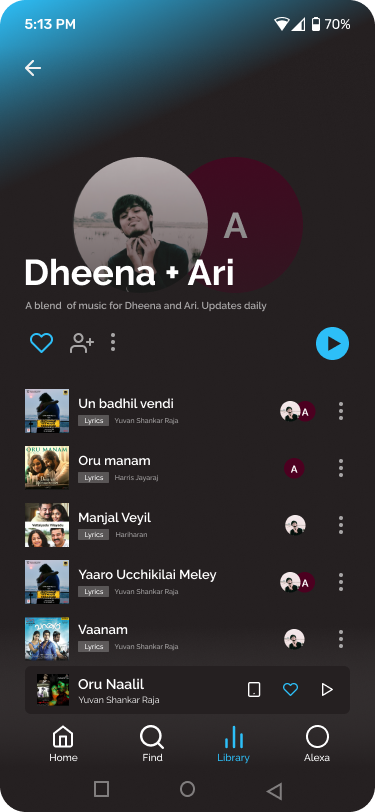 5:13 PM 70%
A
Dheena + Ari
A blend of music for Dheena and Ari. Updates daily
Un badhil vendi
Lyrics Yuvan Shankar Raja
A
ORU MANAM
Oru manam
Lyrics Harris Jayaraj
A
Manjal Veyil
Lyrics Hariharan
Yaaro Ucchikilai Meley
Lyrics Yuvan Shankar Raja
A
Vaanam
Lyrics Yuvan Shankar Raja
Oru Naalil
Yuvan Shankar Raja
Home Find Library Alexa